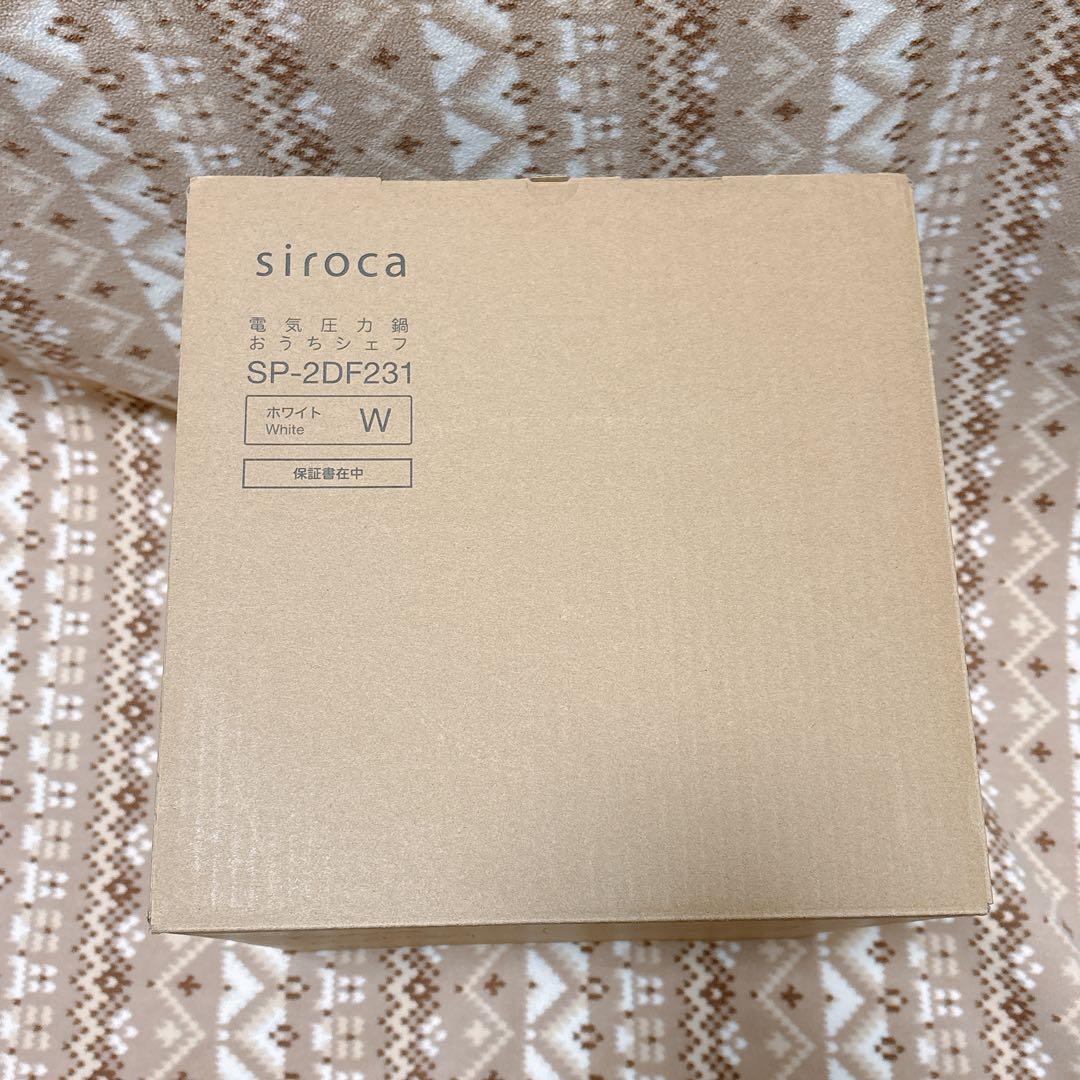 siroca
電気圧力鍋
おうちシェフ
SP-2DF231
ホワイト W
White
保証書在中